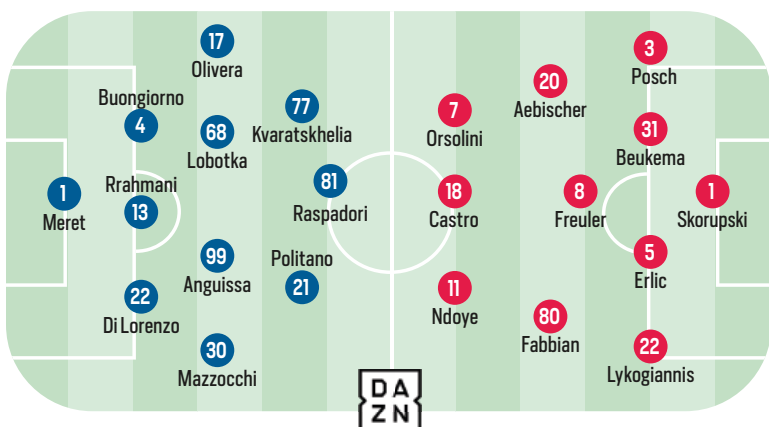 17
Olivera
Buongiorno
4
77
Kvaratskhelia
68
Lobotka
1
Meret
Rrahmani
13
81
Raspadori
99
Anguissa
Politano
21
22
Di Lorenzo
30
Mazzocchi
3
Posch
20
Aebischer
7
Orsolini
31
Beukema
18
Castro
8
Freuler
1
Skorupski
5
Erlic
11
Ndoye
80
Fabbian
22
Lykogiannis
DA
ZN